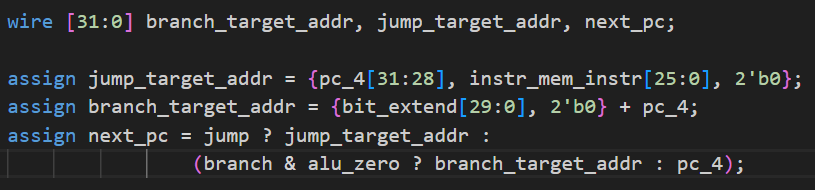 wire [31:0] branch_target_addr, jump_target_addr, next_pc;
assign jump_target_addr = {pc_4[31:28], instr_mem_instr[25:0], 2'b0};
assign branch_target_addr = {bit_extend[29:0], 2'b0} + pc_4;
assign next_pc = jump ? jump_target_addr :
(branch & alu_zero ? branch_target_addr : pc_4);